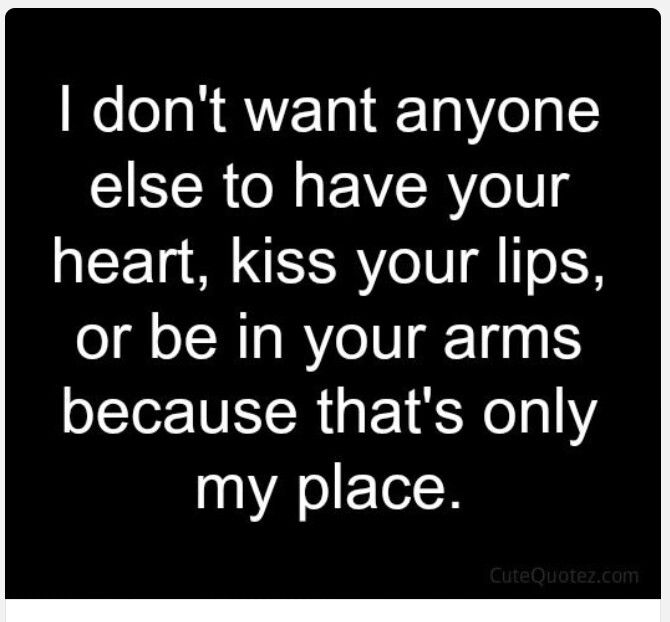 I don't want anyone
else to have your
heart, kiss your lips,
or be in your arms
because that's only
my place.
CuteQuotez.com